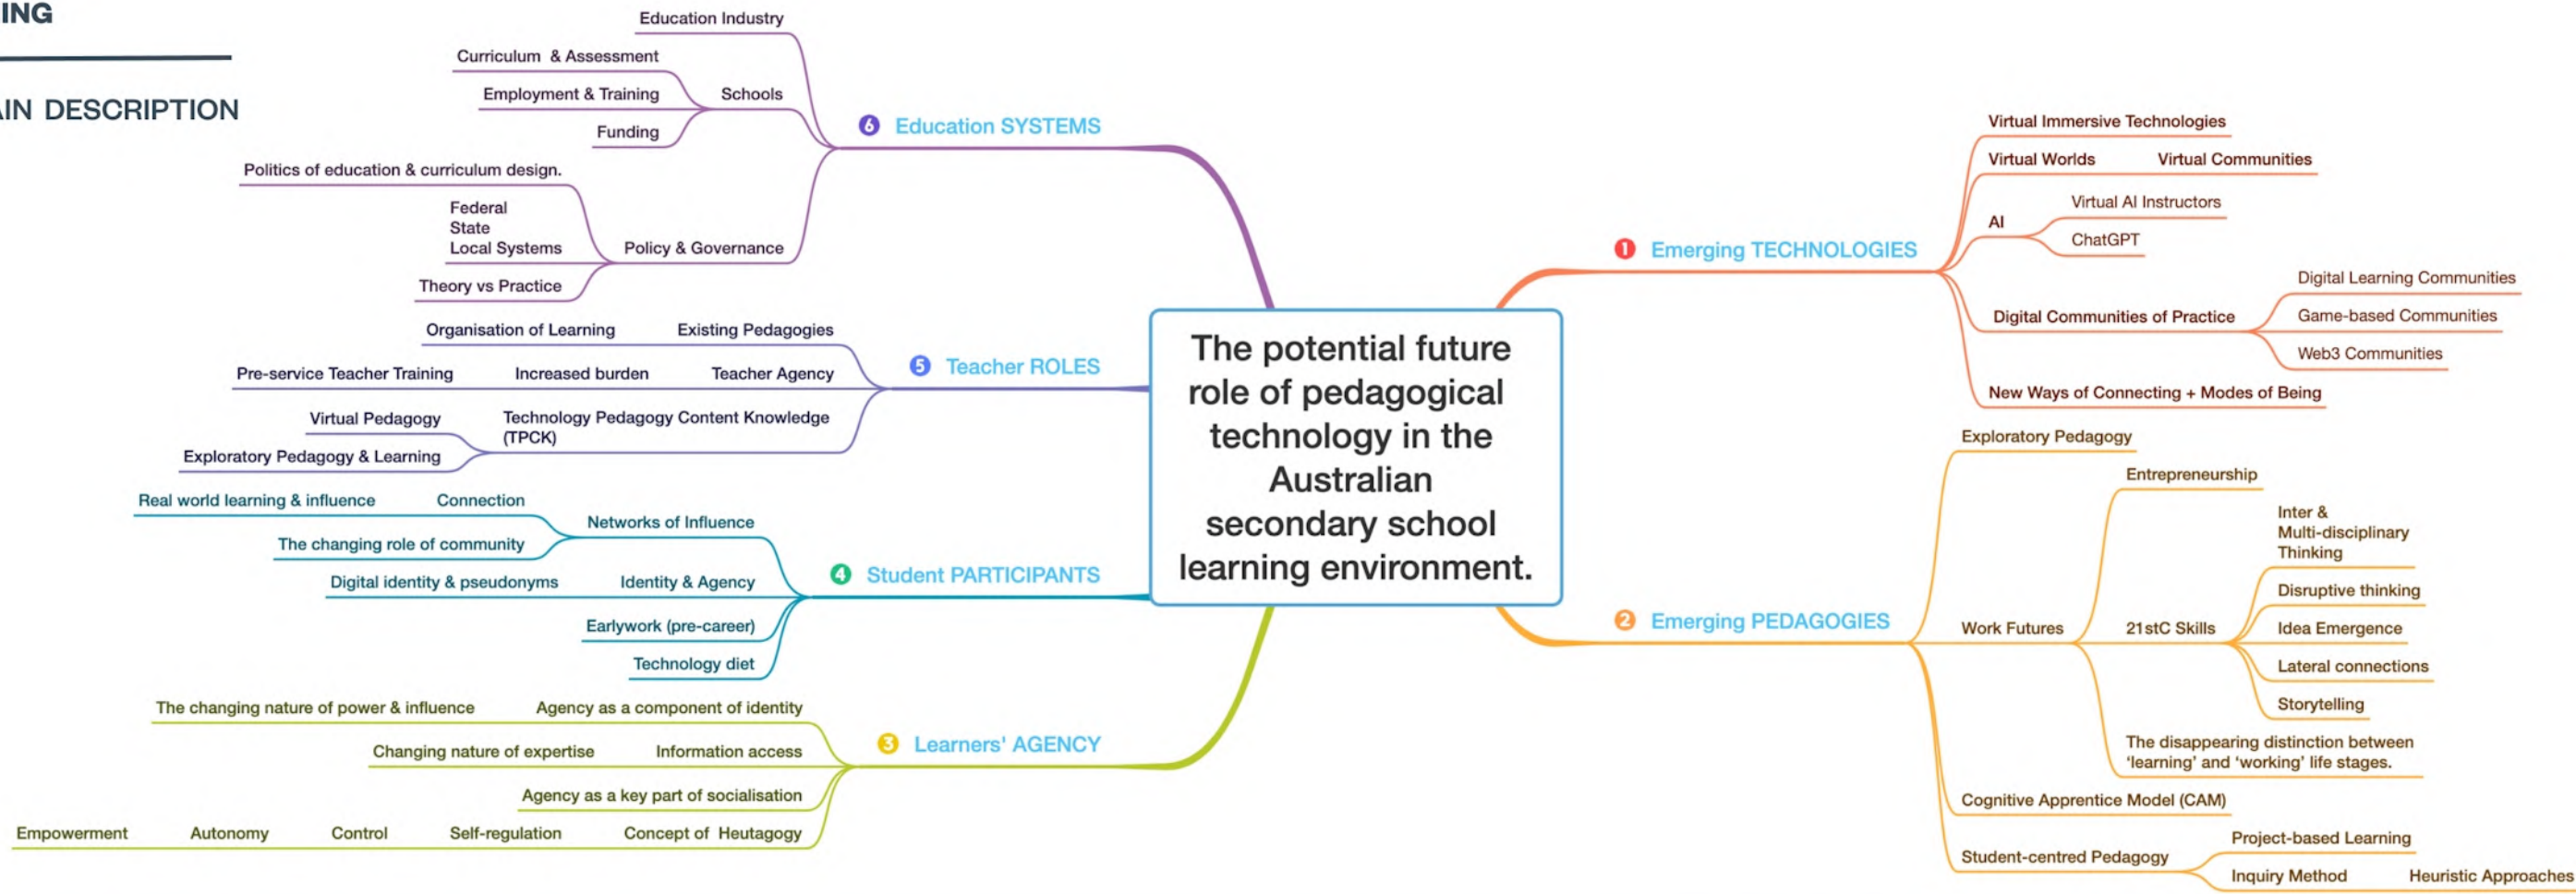 ING
AIN DESCRIPTION
The potential future
role of pedagogical
technology in the
Australian
secondary school
learning environment.
1 Emerging TECHNOLOGIES
Virtual Immersive Technologies
Virtual Worlds Virtual Communities
AI
Virtual AI Instructors
ChatGPT
Digital Communities of Practice
Digital Learning Communities
Game-based Communities
Web3 Communities
New Ways of Connecting + Modes of Being
2 Emerging PEDAGOGIES
Exploratory Pedagogy
Work Futures
Entrepreneurship
21stC Skills
Inter &
Multi-disciplinary
Thinking
Disruptive thinking
Idea Emergence
Lateral connections
Storytelling
The disappearing distinction between
‘learning’ and ‘working’ life stages.
Cognitive Apprentice Model (CAM)
Student-centred Pedagogy
Project-based Learning
Inquiry Method Heuristic Approaches
3 Learners' AGENCY
Agency as a component of identity
The changing nature of power & influence
Information access
Changing nature of expertise
Agency as a key part of socialisation
Concept of Heutagogy
Self-regulation
Control
Autonomy
Empowerment
4 Student PARTICIPANTS
Networks of Influence
Connection
Real world learning & influence
The changing role of community
Identity & Agency
Digital identity & pseudonyms
Earlywork (pre-career)
Technology diet
5 Teacher ROLES
Existing Pedagogies
Organisation of Learning
Teacher Agency
Increased burden
Pre-service Teacher Training
Technology Pedagogy Content Knowledge
(TPCK)
Virtual Pedagogy
Exploratory Pedagogy & Learning
6 Education SYSTEMS
Education Industry
Schools
Curriculum & Assessment
Employment & Training
Funding
Policy & Governance
Politics of education & curriculum design.
Federal
State
Local Systems
Theory vs Practice